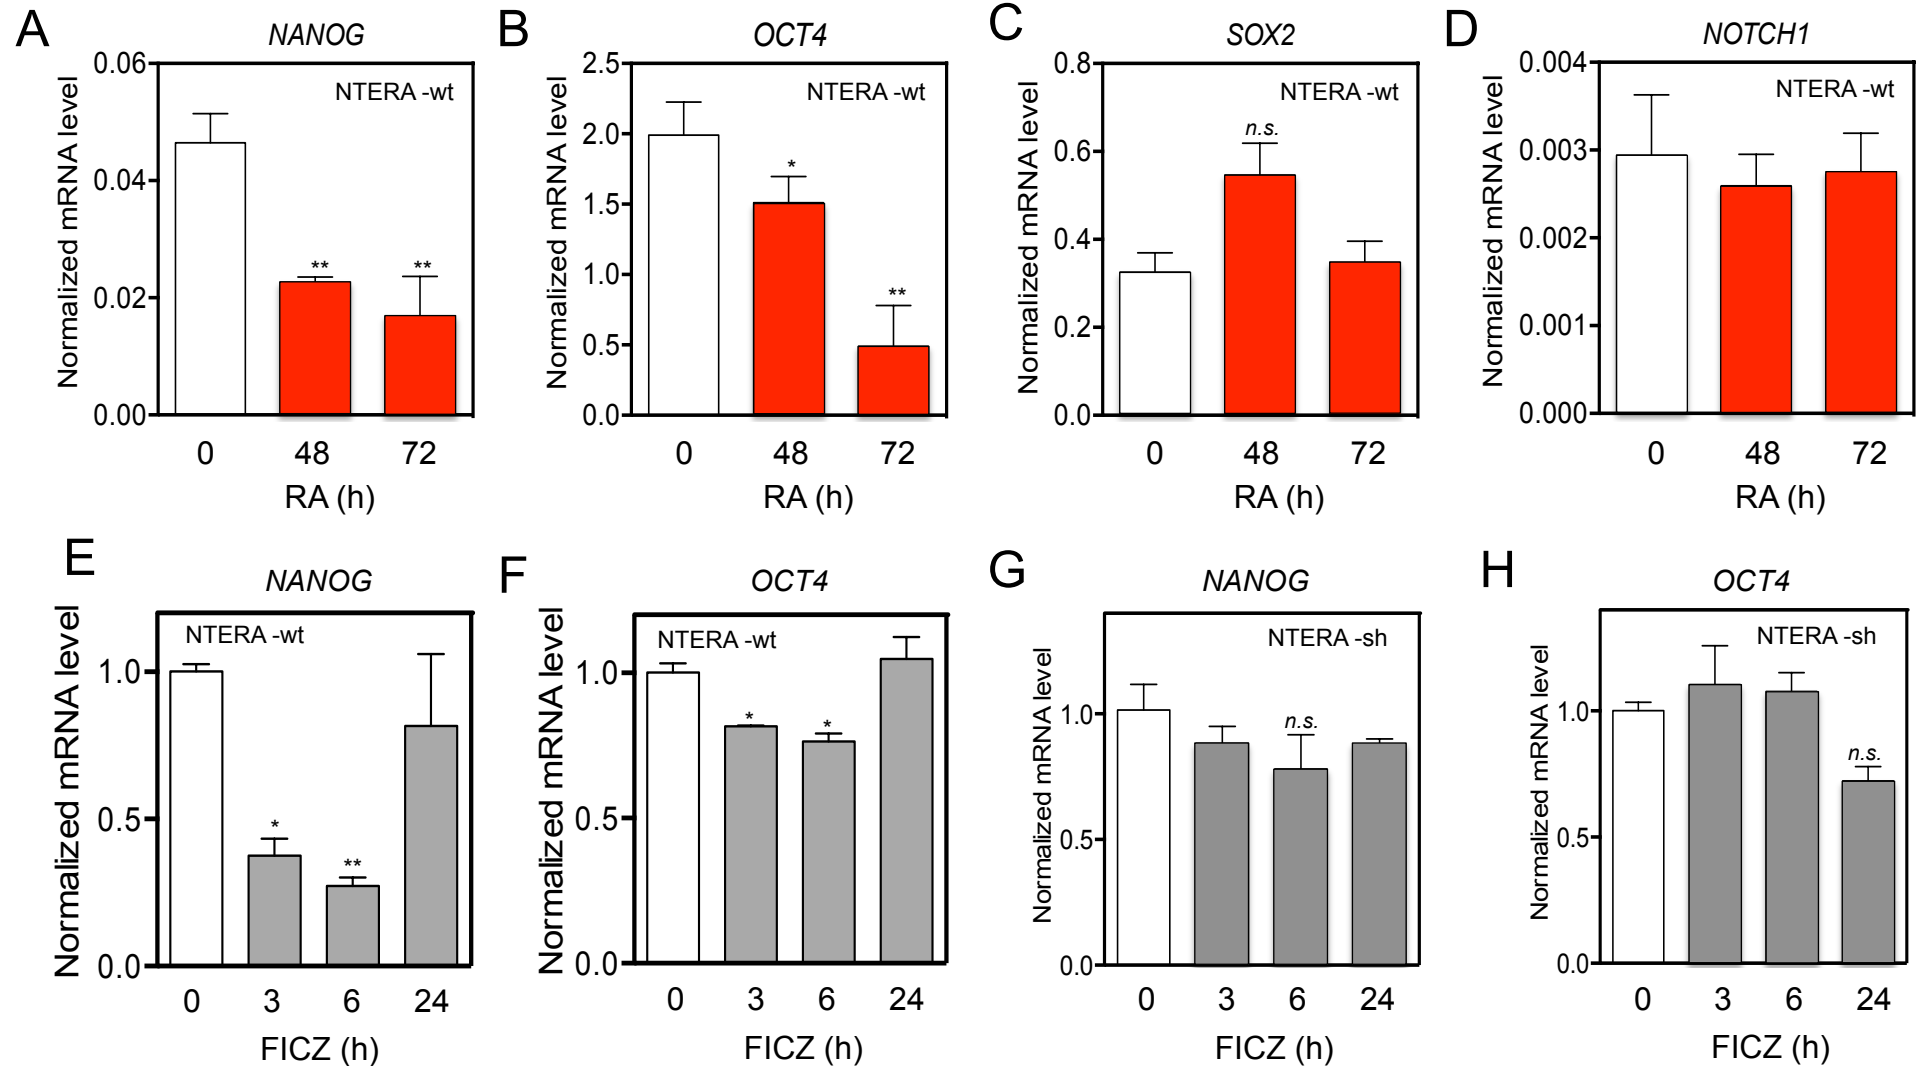 A
NANOG
Normalized mRNA level
0.06
0.04
0.02
0.00
NTERA -wt
**
**
0 48 72
RA (h)
B
OCT4
Normalized mRNA level
2.5
2.0
1.5
1.0
0.5
0.0
NTERA -wt
*
**
0 48 72
RA (h)
C
SOX2
Normalized mRNA level
0.8
0.6
0.4
0.2
0.0
NTERA -wt
n.s.
0 48 72
RA (h)
D
NOTCH1
Normalized mRNA level
0.004
0.003
0.002
0.001
0.000
NTERA -wt
0 48 72
RA (h)
E
NANOG
Normalized mRNA level
1.0
0.5
0.0
NTERA -wt
*
**
0 3 6 24
FICZ (h)
F
OCT4
Normalized mRNA level
1.0
0.5
0.0
NTERA -wt
*
*
0 3 6 24
FICZ (h)
G
NANOG
Normalized mRNA level
1.0
0.5
0.0
NTERA -sh
n.s.
0 3 6 24
FICZ (h)
H
OCT4
Normalized mRNA level
1.0
0.5
0.0
NTERA -sh
n.s.
0 3 6 24
FICZ (h)